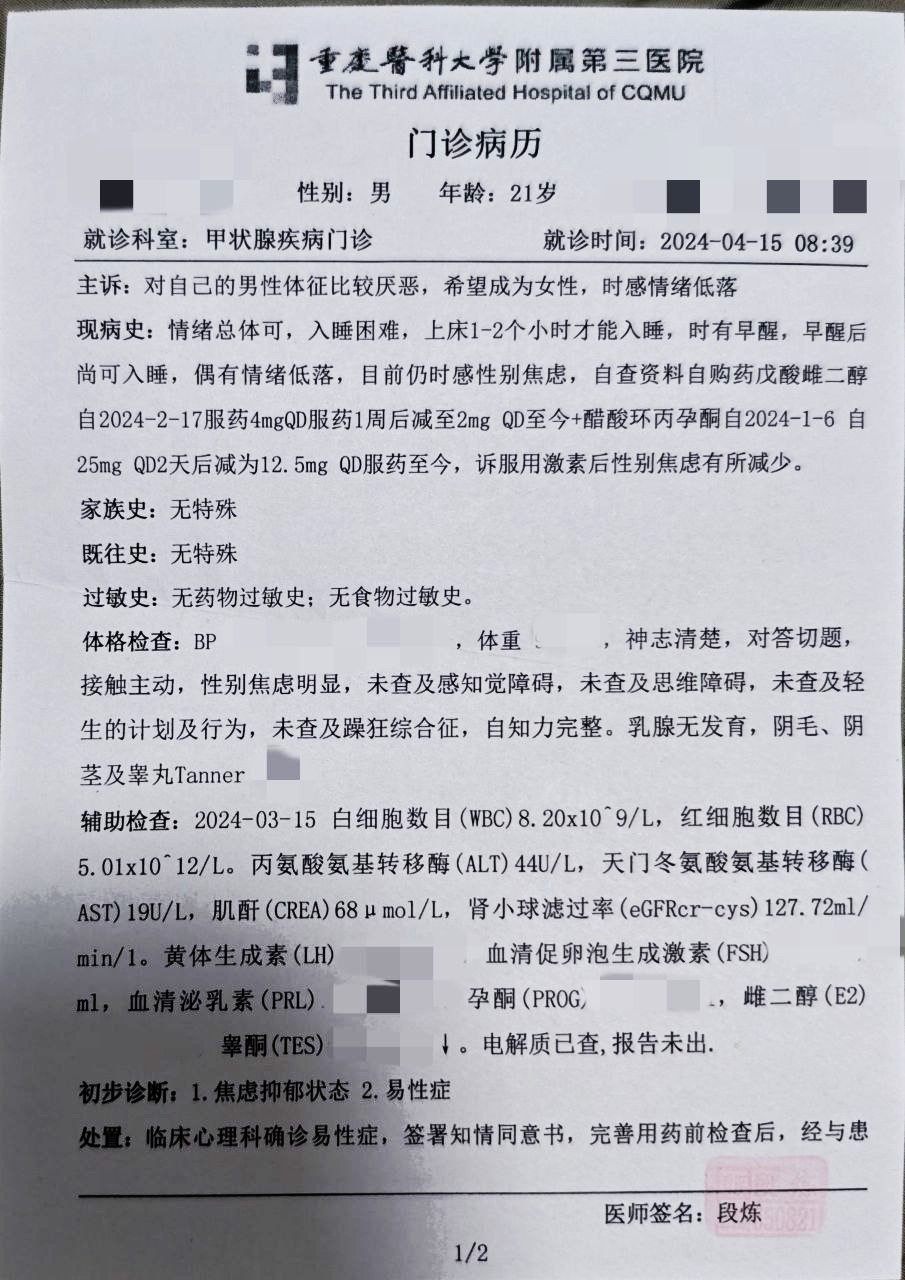 重慶醫科大学附属第三医院
The Third Affiliated Hospital of CQMU
门诊病历
性别：男 年龄：21岁
就诊科室：甲状腺疾病门诊 就诊时间：2024-04-15 08:39
主诉：对自己的男性体征比较厌恶，希望成为女性，时感情绪低落
现病史：情绪总体可，入睡困难，上床1-2个小时才能入睡，时有早醒，早醒后
尚可入睡，偶有情绪低落，目前仍时感性别焦虑，自查资料自购药戊酸雌二醇
自2024-2-17服药4mgQD服药1周后减至2mg QD至今+醋酸环丙孕酮自2024-1-6 自
25mg QD2天后减为12.5mg QD服药至今，诉服用激素后性别焦虑有所减少。
家族史：无特殊
既往史：无特殊
过敏史：无药物过敏史；无食物过敏史。
体格检查：BP ，体重 ，神志清楚，对答切题，
接触主动，性别焦虑明显，未查及感知觉障碍，未查及思维障碍，未查及轻
生的计划及行为，未查及躁狂综合征，自知力完整。乳腺无发育，阴毛、阴
茎及睾丸Tanner
辅助检查：2024-03-15 白细胞数目(WBC)8.20x10^9/L，红细胞数目(RBC)
5.01x10^12/L。丙氨酸氨基转移酶(ALT)44U/L，天门冬氨酸氨基转移酶(
AST)19U/L，肌酐(CREA)68μmol/L，肾小球滤过率(eGFRcr-cys)127.72ml/
min/1。黄体生成素(LH) 血清促卵泡生成激素(FSH)
ml，血清泌乳素(PRL) 孕酮(PROG) ，雌二醇(E2)
睾酮(TES) ↓。电解质已查,报告未出.
初步诊断：1.焦虑抑郁状态 2.易性症
处置：临床心理科确诊易性症，签署知情同意书，完善用药前检查后，经与患
医师签名：段炼
1/2